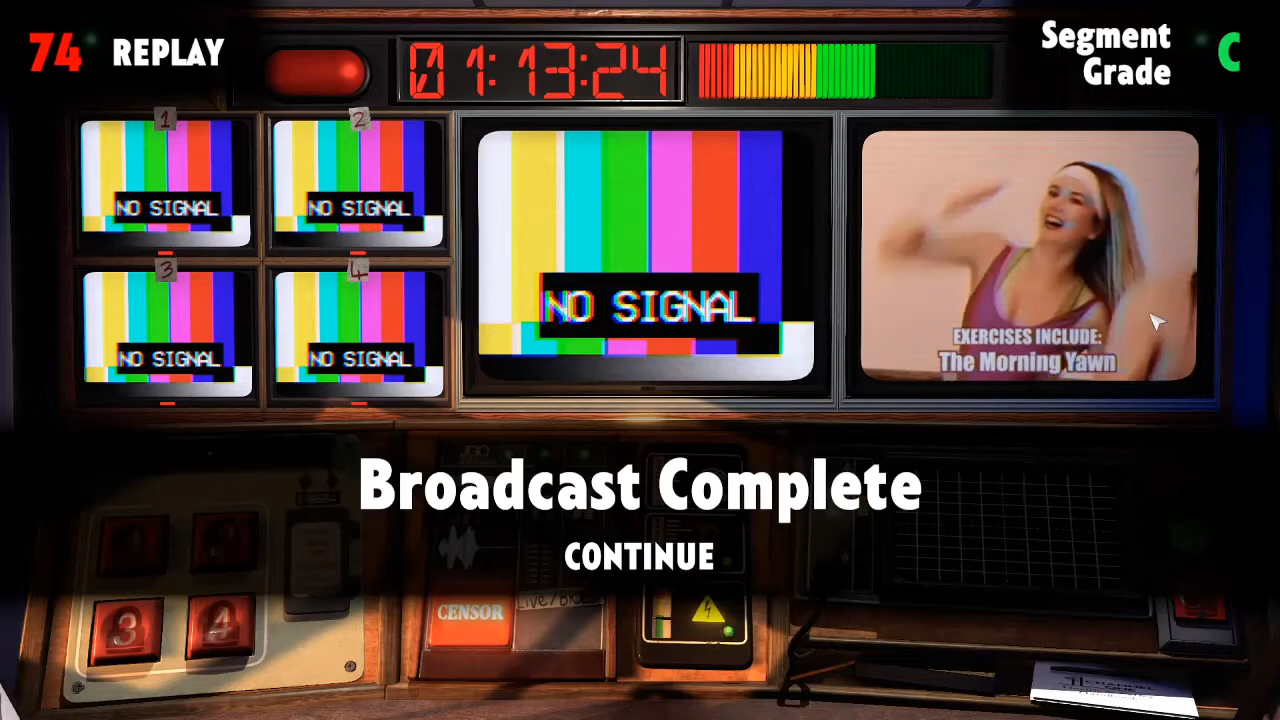 74 REPLAY
01:13:24
Segment
Grade
C
1
2
NO SIGNAL
NO SIGNAL
3
4
NO SIGNAL
NO SIGNAL
NO SIGNAL
EXERCISES INCLUDE:
The Morning Yawn
Broadcast Complete
CONTINUE
3
4
CENSOR
CHANNEL